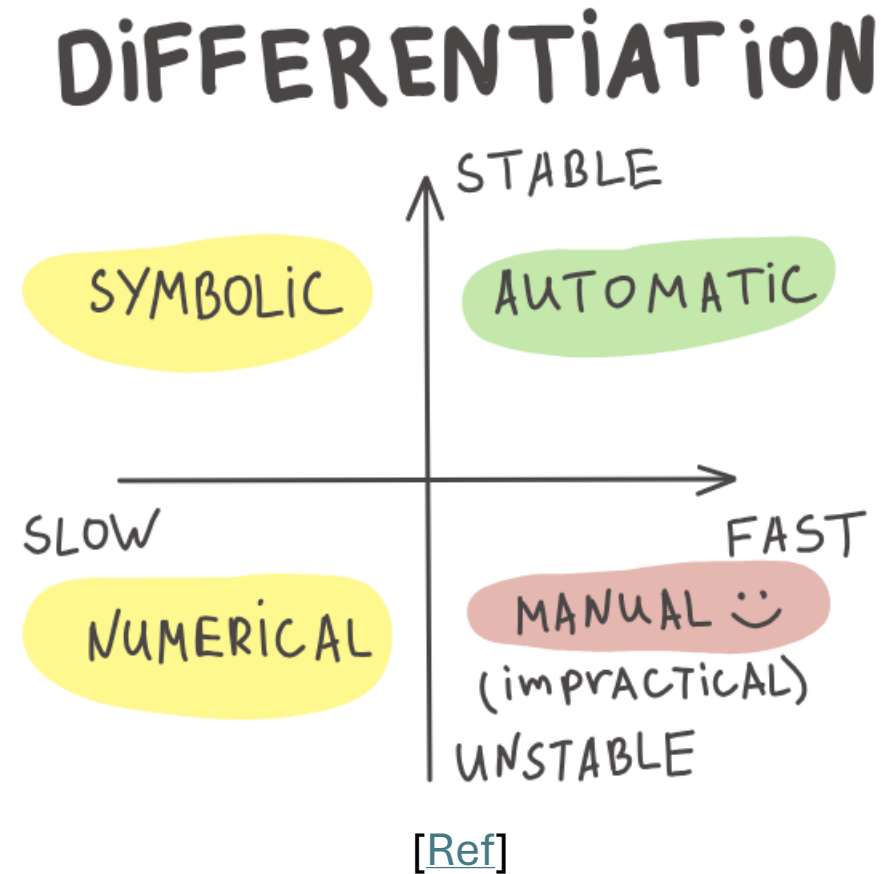 DiFFERENTiATiON
STABLE
SYMBOLiC
AUTOMATiC
SLOW
FAST
NUMERiCAL
MANUAL
(imprACTiCAL)
UNSTABLE
[Ref]